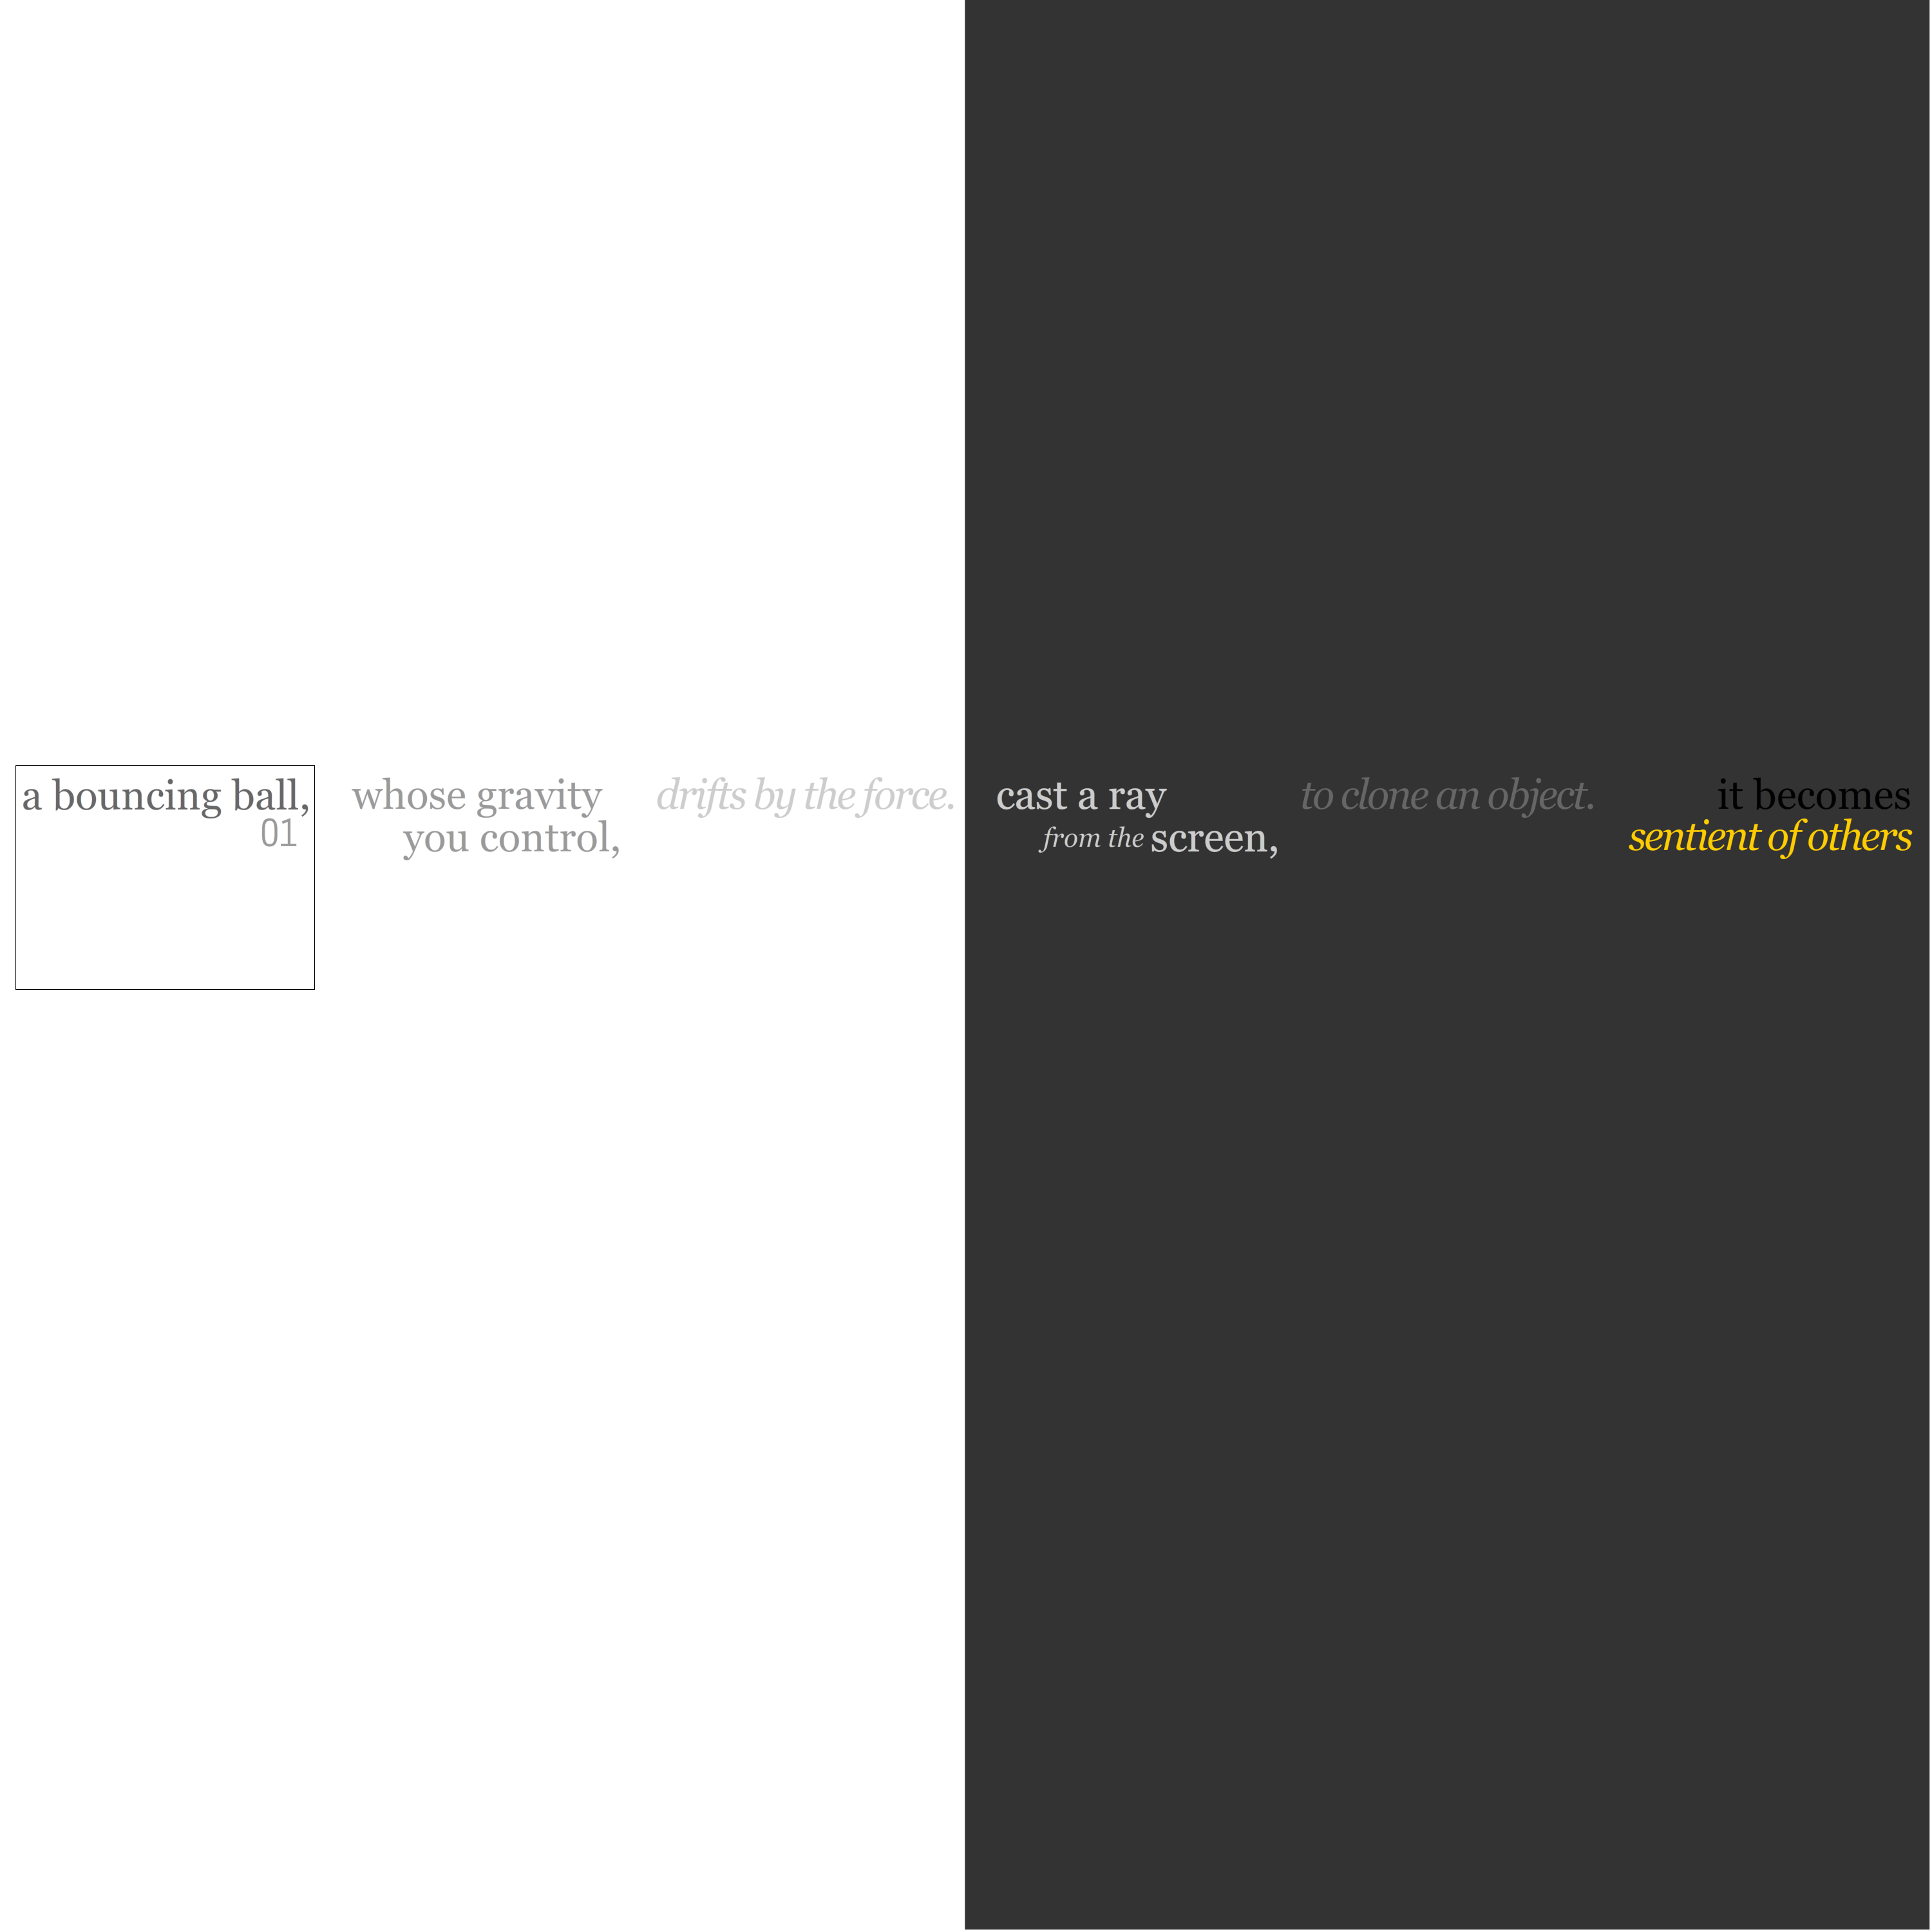 a bouncing ball,
01
whose gravity
you control,
drifts by the force.
cast a ray
from the screen,
to clone an object.
it becomes
sentient of others